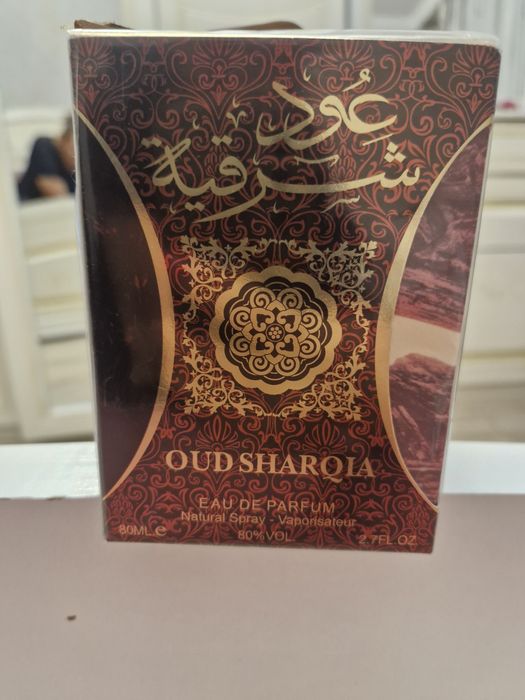 عود
شرقية
OUD SHARQIA
EAU DE PARFUM
Natural Spray - Vaporisateur
80ML.e 80%VOL 2.7FL.OZ